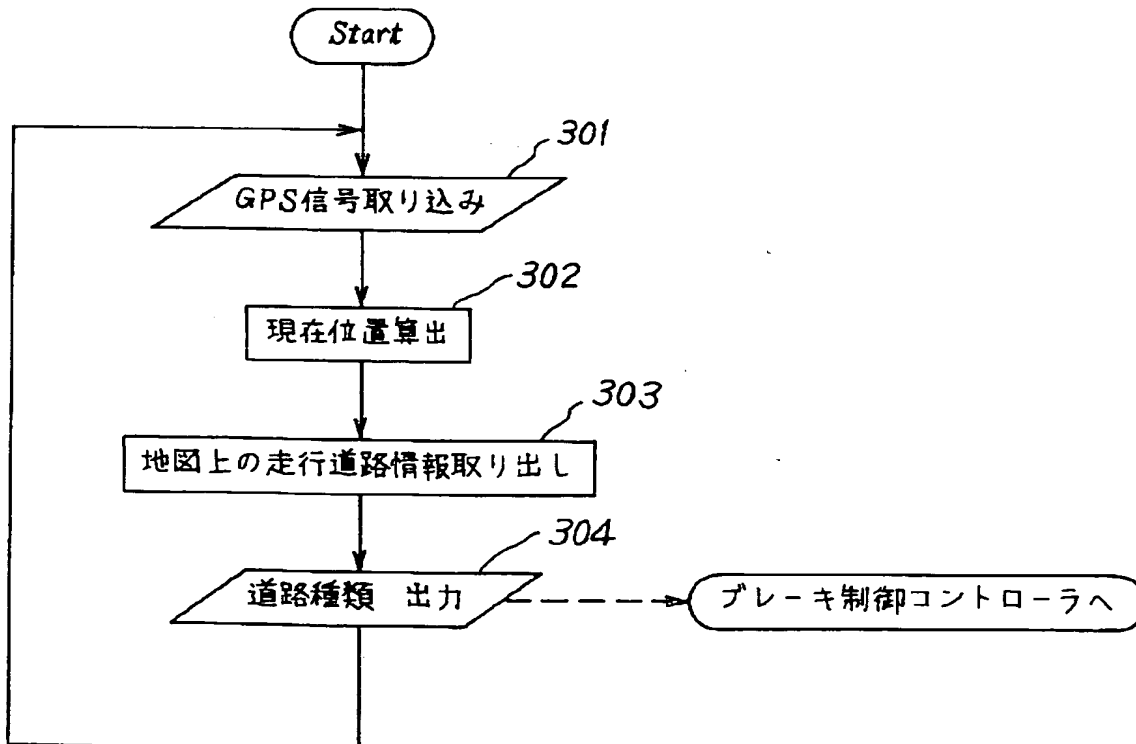 Start
301
GPS信号取り込み
302
現在位置算出
303
地図上の走行道路情報取り出し
304
道路種類 出力
ブレーキ制御コントローラへ